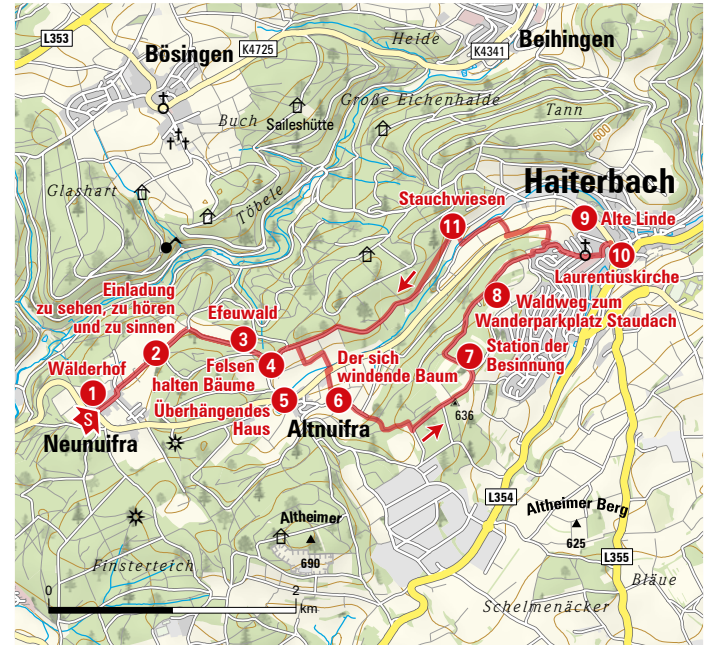 L353
Bösingen
K4725
Heide
Beihingen
K4341
Große Eichenhalde
Buch
Saileshütte
Tann
600
Glashart
Töbele
Haiterbach
Stauchwiesen
11
9 Alte Linde
10
Laurentiuskirche
Einladung
zu sehen, zu hören
und zu sinnen
2
Efeuwald
3
8
Waldweg zum
Wanderparkplatz Staudach
Wälderhof
1
4
Felsen
halten Bäume
Der sich
windende Baum
7
Station der
Besinnung
S
Neunuifra
5
Überhängendes
Haus
6
Altnuifra
636
L354
Altheimer
690
Altheimer Berg
625
L355
Finsterteich
Bläue
Schelmenäcker
0
2
km